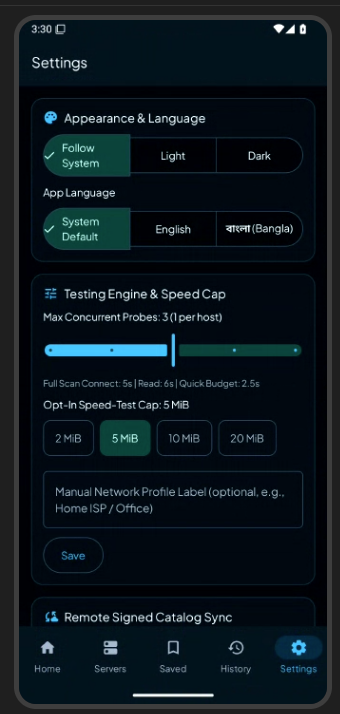 3:30
Settings
Appearance & Language
Follow
System
Light
Dark
App Language
System
Default
English
বাংলা (Bangla)
Testing Engine & Speed Cap
Max Concurrent Probes: 3 (1 per host)
Full Scan Connect: 5s | Read: 6s | Quick Budget: 2.5s
Opt-In Speed-Test Cap: 5 MiB
2 MiB
5 MiB
10 MiB
20 MiB
Manual Network Profile Label (optional, e.g.,
Home ISP / Office)
Save
Remote Signed Catalog Sync
Home
Servers
Saved
History
Settings